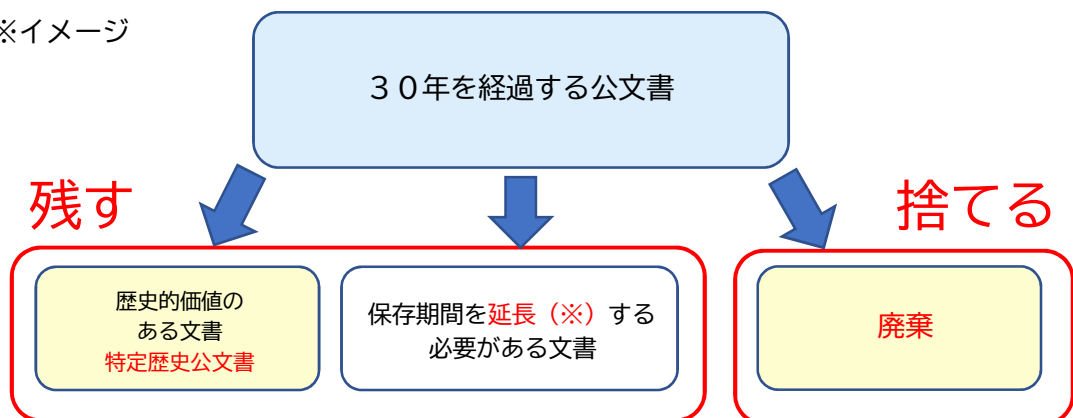 ※イメージ
３０年を経過する公文書
残す
捨てる
歴史的価値の
ある文書
特定歴史公文書
保存期間を延長（※）する
必要がある文書
廃棄